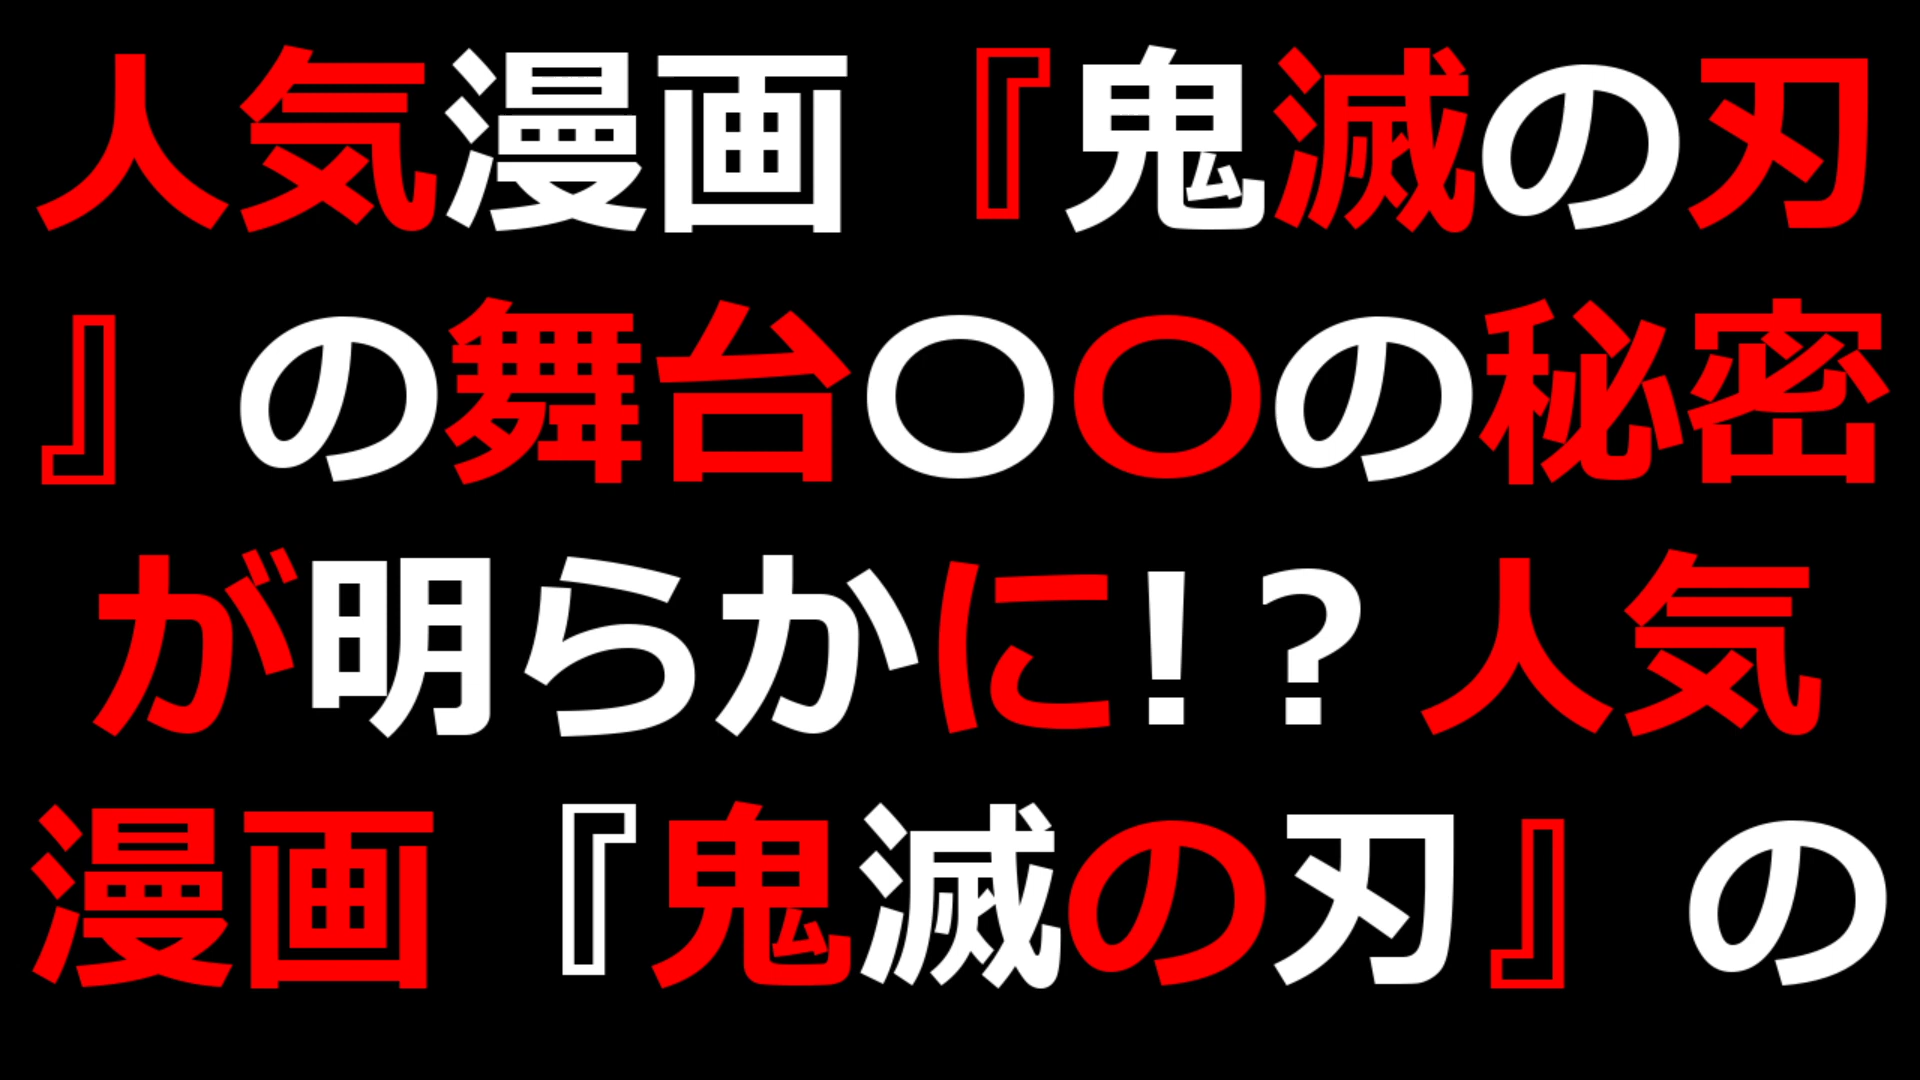 人気漫画『鬼滅の刃
』の舞台〇〇の秘密
が明らかに!?人気
漫画『鬼滅の刃』の